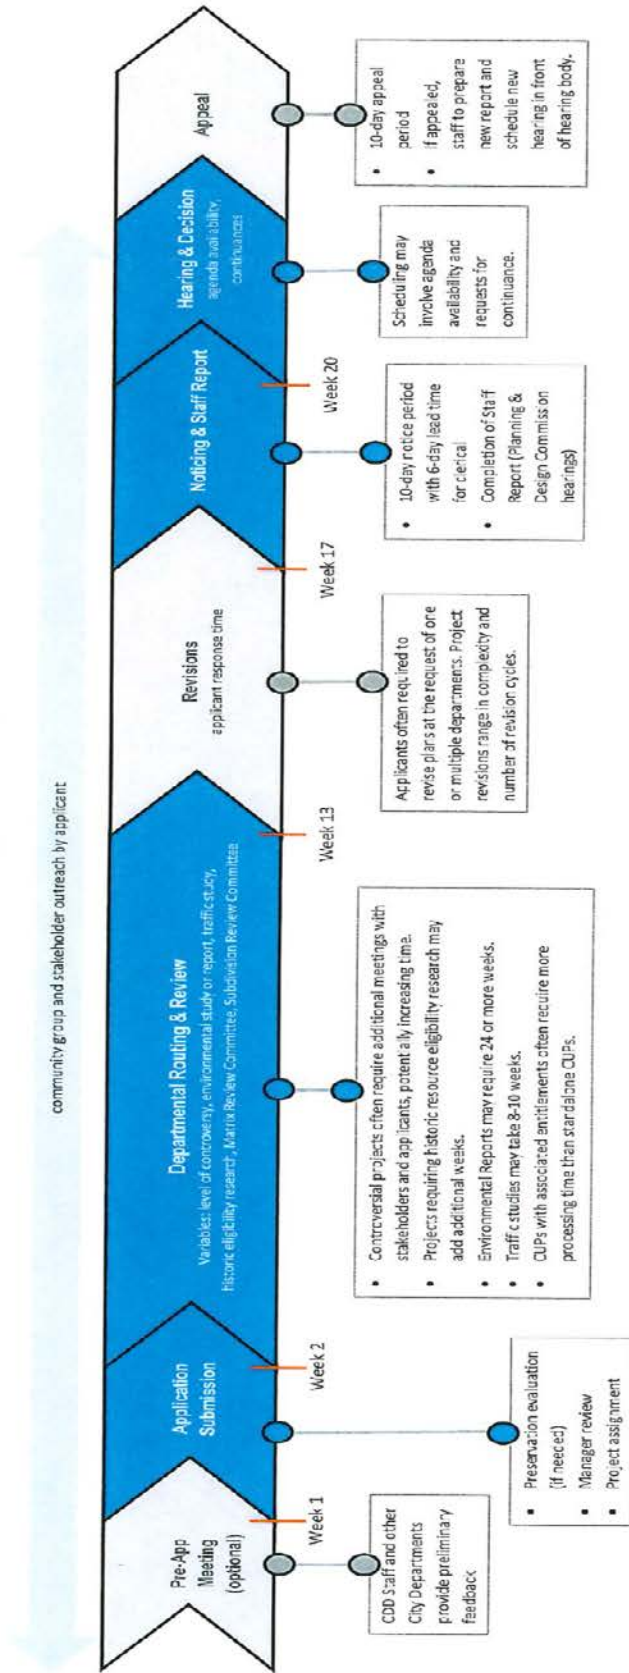 community group and stakeholder outreach by applicant
Pre-App
Meeting
(optional)
Application
Submission
Departmental Routing & Review
Variables: level of controversy, environmental study or report, traffic study,
historic eligibility research, Matrix Review Committee, Subdivision Review Committee
Revisions
applicant response time
Noticing & Staff Report
Hearing & Decision
agenda availability,
continuances
Appeal
Week 1
Week 2
Week 13
Week 17
Week 20
CDD Staff and other
City Departments
provide preliminary
feedback
• Preservation evaluation
(if needed)
• Manager review
• Project assignment
• Controversial projects often require additional meetings with
stakeholders and applicants, potentially increasing time.
• Projects requiring historic resource eligibility research may
add additional weeks.
• Environmental Reports may require 24 or more weeks.
• Traffic studies may take 8-10 weeks.
• CUPs with associated entitlements often require more
processing time than standalone CUPs.
Applicants often required to
revise plans at the request of one
or multiple departments. Project
revisions range in complexity and
number of revision cycles.
• 10-day notice period
with 6-day lead time
for clerical
• Completion of Staff
Report (Planning &
Design Commission
hearings)
Scheduling may
involve agenda
availability and
requests for
continuance.
• 10-day appeal
period
• If appealed,
staff to prepare
new report and
schedule new
hearing in front
of hearing body.